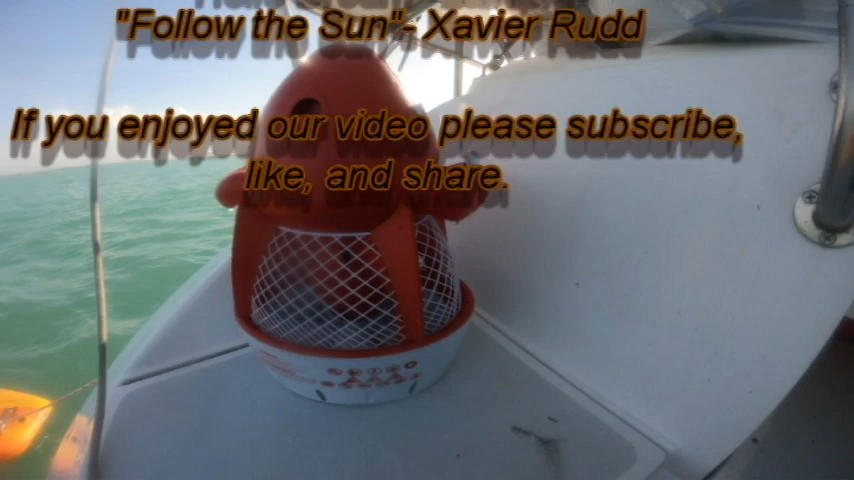 "Follow the Sun"- Xavier Rudd
If you enjoyed our video please subscribe,
like, and share.